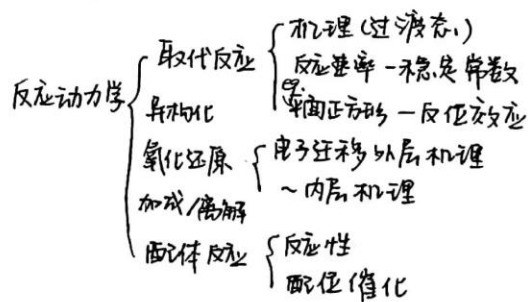 反应动力学
取代反应
机理(过渡态)
反应速率-稳定常数
平面正方形-反位效应
异构化
氧化还原
电子迁移外层机理
~内层机理
加成/离解
配体反应
反应性
配位催化